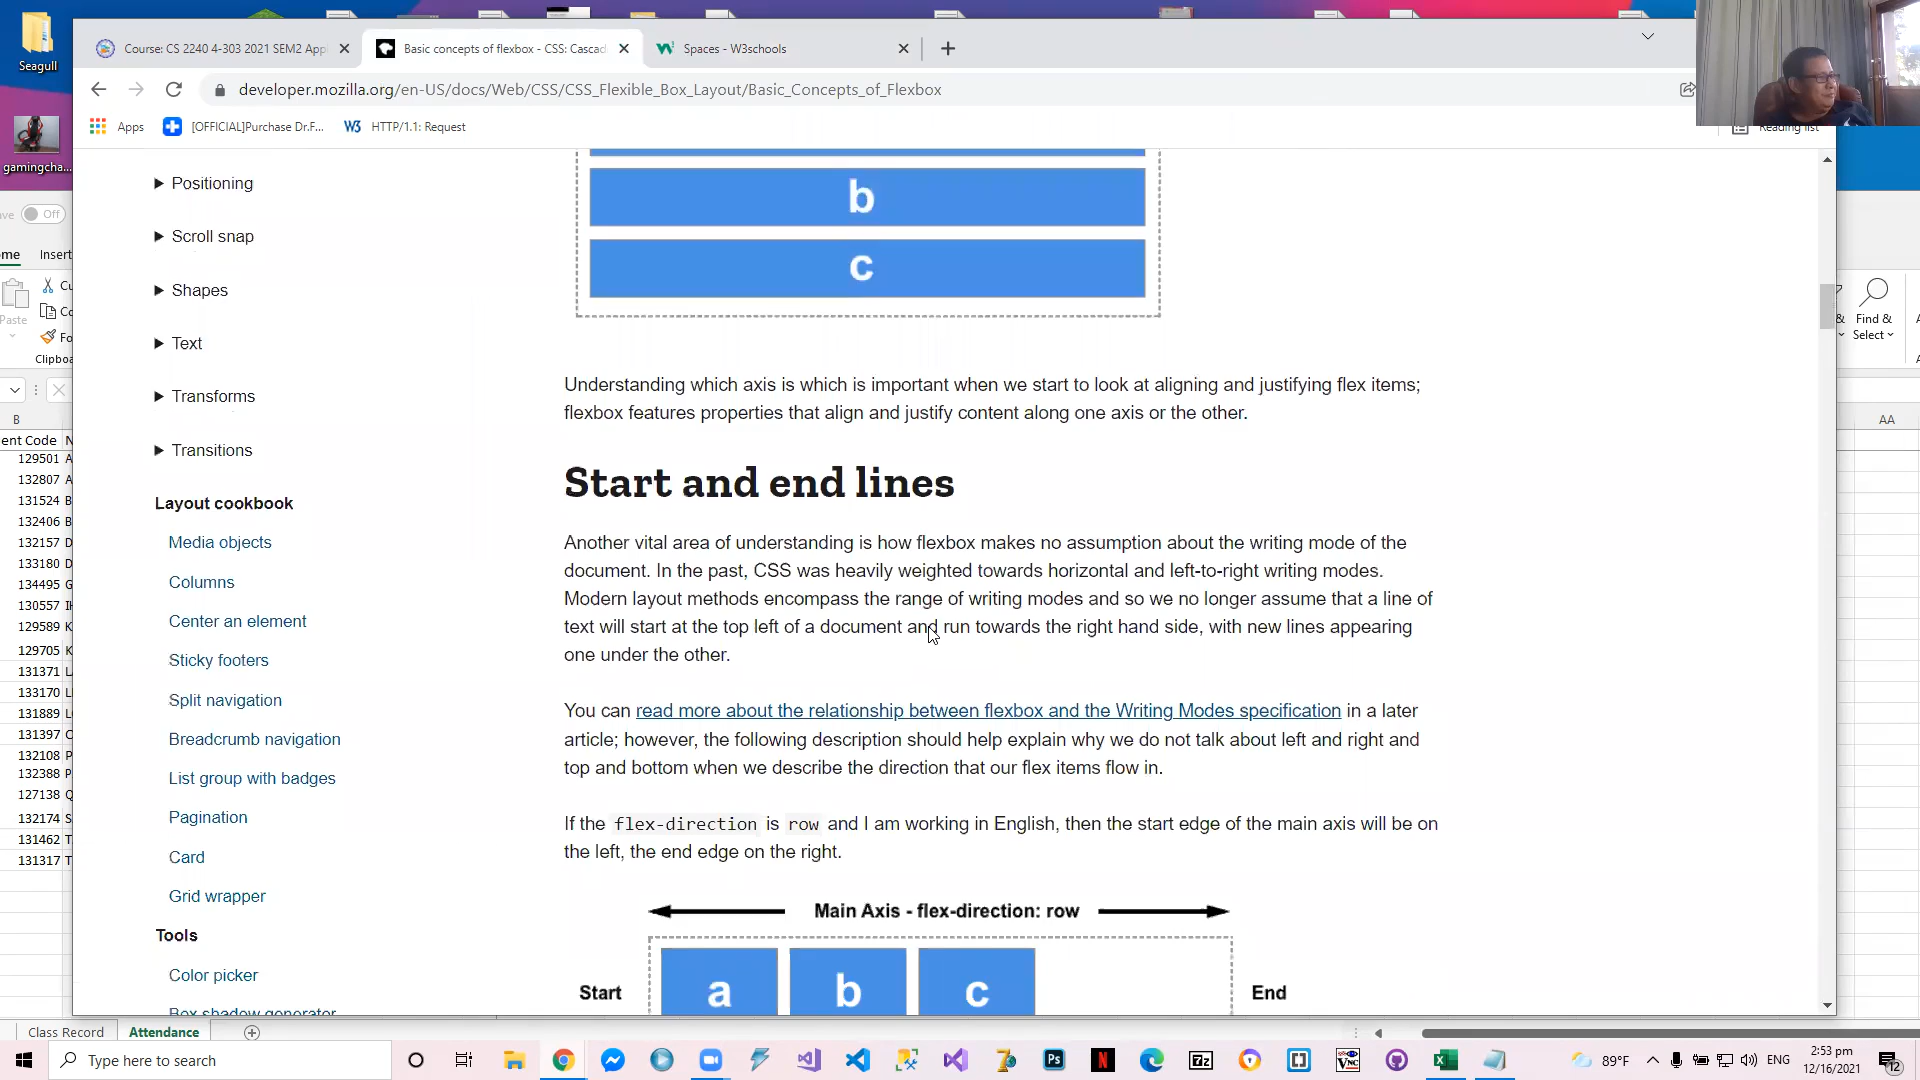 Seagull
gamingcha...
Course: CS 2240 4-303 2021 SEM2 Appl
Basic concepts of flexbox - CSS: Cascad
Spaces - W3schools
developer.mozilla.org/en-US/docs/Web/CSS/CSS_Flexible_Box_Layout/Basic_Concepts_of_Flexbox
Apps
[OFFICIAL]Purchase Dr.F...
HTTP/1.1: Request
Reading list
Off
Insert
Paste
Clipboa
Find &
Select
B
AA
ent Code
129501 A
132807 A
131524 B
132406 B
132157 D
133180 D
134495 G
130557
129589 K
129705 K
131371
133170
131889
131397
132108 P
132388 P
127138 Q
132174 S
131462 T
131317 T
Positioning
Scroll snap
Shapes
Text
Transforms
Transitions
Layout cookbook
Media objects
Columns
Center an element
Sticky footers
Split navigation
Breadcrumb navigation
List group with badges
Pagination
Card
Grid wrapper
Tools
Color picker
Box shadow generator
b
c
Understanding which axis is which is important when we start to look at aligning and justifying flex items;
flexbox features properties that align and justify content along one axis or the other.
Start and end lines
Another vital area of understanding is how flexbox makes no assumption about the writing mode of the
document. In the past, CSS was heavily weighted towards horizontal and left-to-right writing modes.
Modern layout methods encompass the range of writing modes and so we no longer assume that a line of
text will start at the top left of a document and run towards the right hand side, with new lines appearing
one under the other.
You can read more about the relationship between flexbox and the Writing Modes specification in a later
article; however, the following description should help explain why we do not talk about left and right and
top and bottom when we describe the direction that our flex items flow in.
If the flex-direction is row and I am working in English, then the start edge of the main axis will be on
the left, the end edge on the right.
Main Axis - flex-direction: row
Start
a
b
c
End
Class Record
Attendance
Type here to search
89°F
ENG
2:53 pm
12/16/2021
12